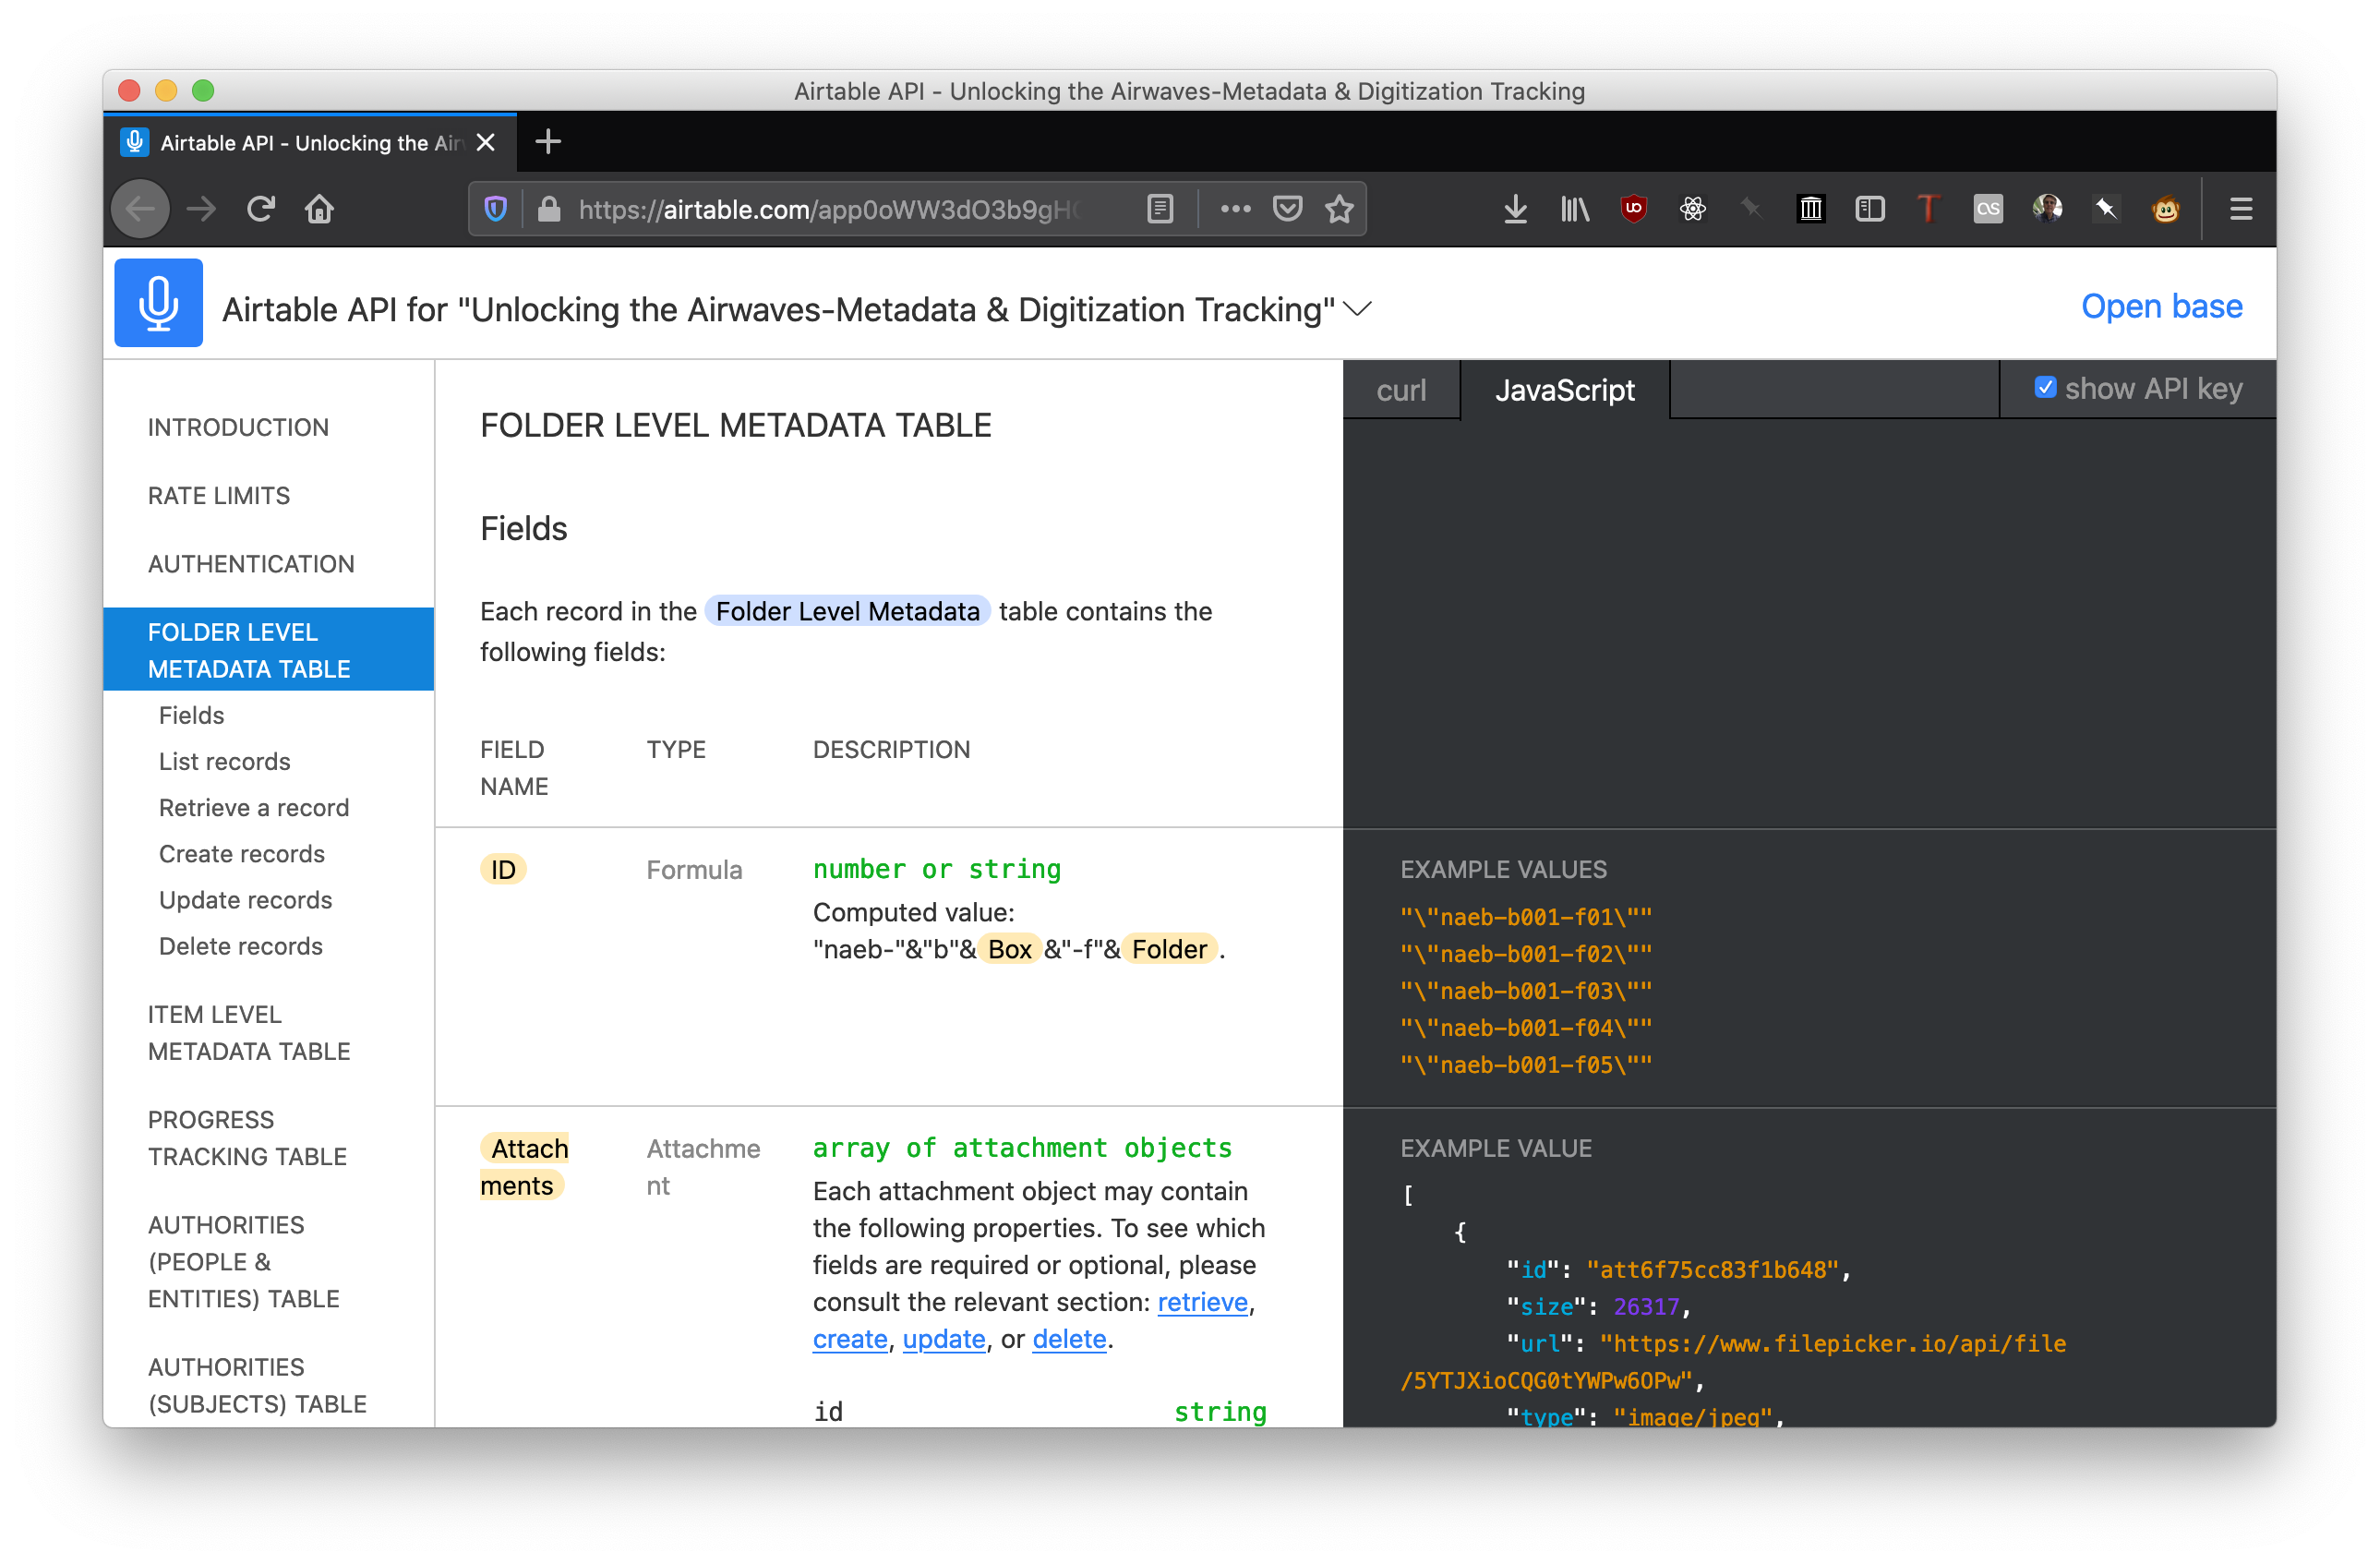 Airtable API - Unlocking the Airwaves-Metadata & Digitization Tracking
Airtable API - Unlocking the Air
https://airtable.com/app0oWW3dO3b9gH
Airtable API for "Unlocking the Airwaves-Metadata & Digitization Tracking"
Open base
INTRODUCTION
RATE LIMITS
AUTHENTICATION
FOLDER LEVEL
METADATA TABLE
Fields
List records
Retrieve a record
Create records
Update records
Delete records
ITEM LEVEL
METADATA TABLE
PROGRESS
TRACKING TABLE
AUTHORITIES
(PEOPLE &
ENTITIES) TABLE
AUTHORITIES
(SUBJECTS) TABLE
FOLDER LEVEL METADATA TABLE
Fields
Each record in the Folder Level Metadata table contains the
following fields:
FIELD
NAME
TYPE
DESCRIPTION
ID
Formula
number or string
Computed value:
"naeb-"&"b"&Box&"-f"&Folder.
Attach
ments
Attachme
nt
array of attachment objects
Each attachment object may contain
the following properties. To see which
fields are required or optional, please
consult the relevant section: retrieve,
create, update, or delete.
id string
curl
JavaScript
show API key
EXAMPLE VALUES
"\"naeb-b001-f01\""
"\"naeb-b001-f02\""
"\"naeb-b001-f03\""
"\"naeb-b001-f04\""
"\"naeb-b001-f05\""
EXAMPLE VALUE
[
{
"id": "att6f75cc83f1b648",
"size": 26317,
"url": "https://www.filepicker.io/api/file
/5YTJXioCQG0tYWPw6OPw",
"type": "image/jpeg",